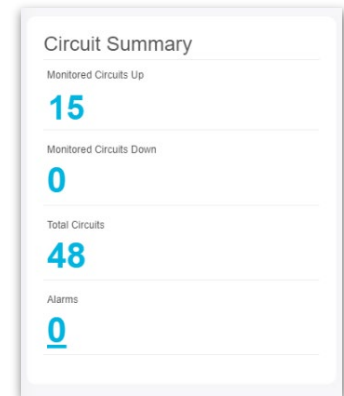 Circuit Summary
Monitored Circuits Up
15
Monitored Circuits Down
0
Total Circuits
48
Alarms
0